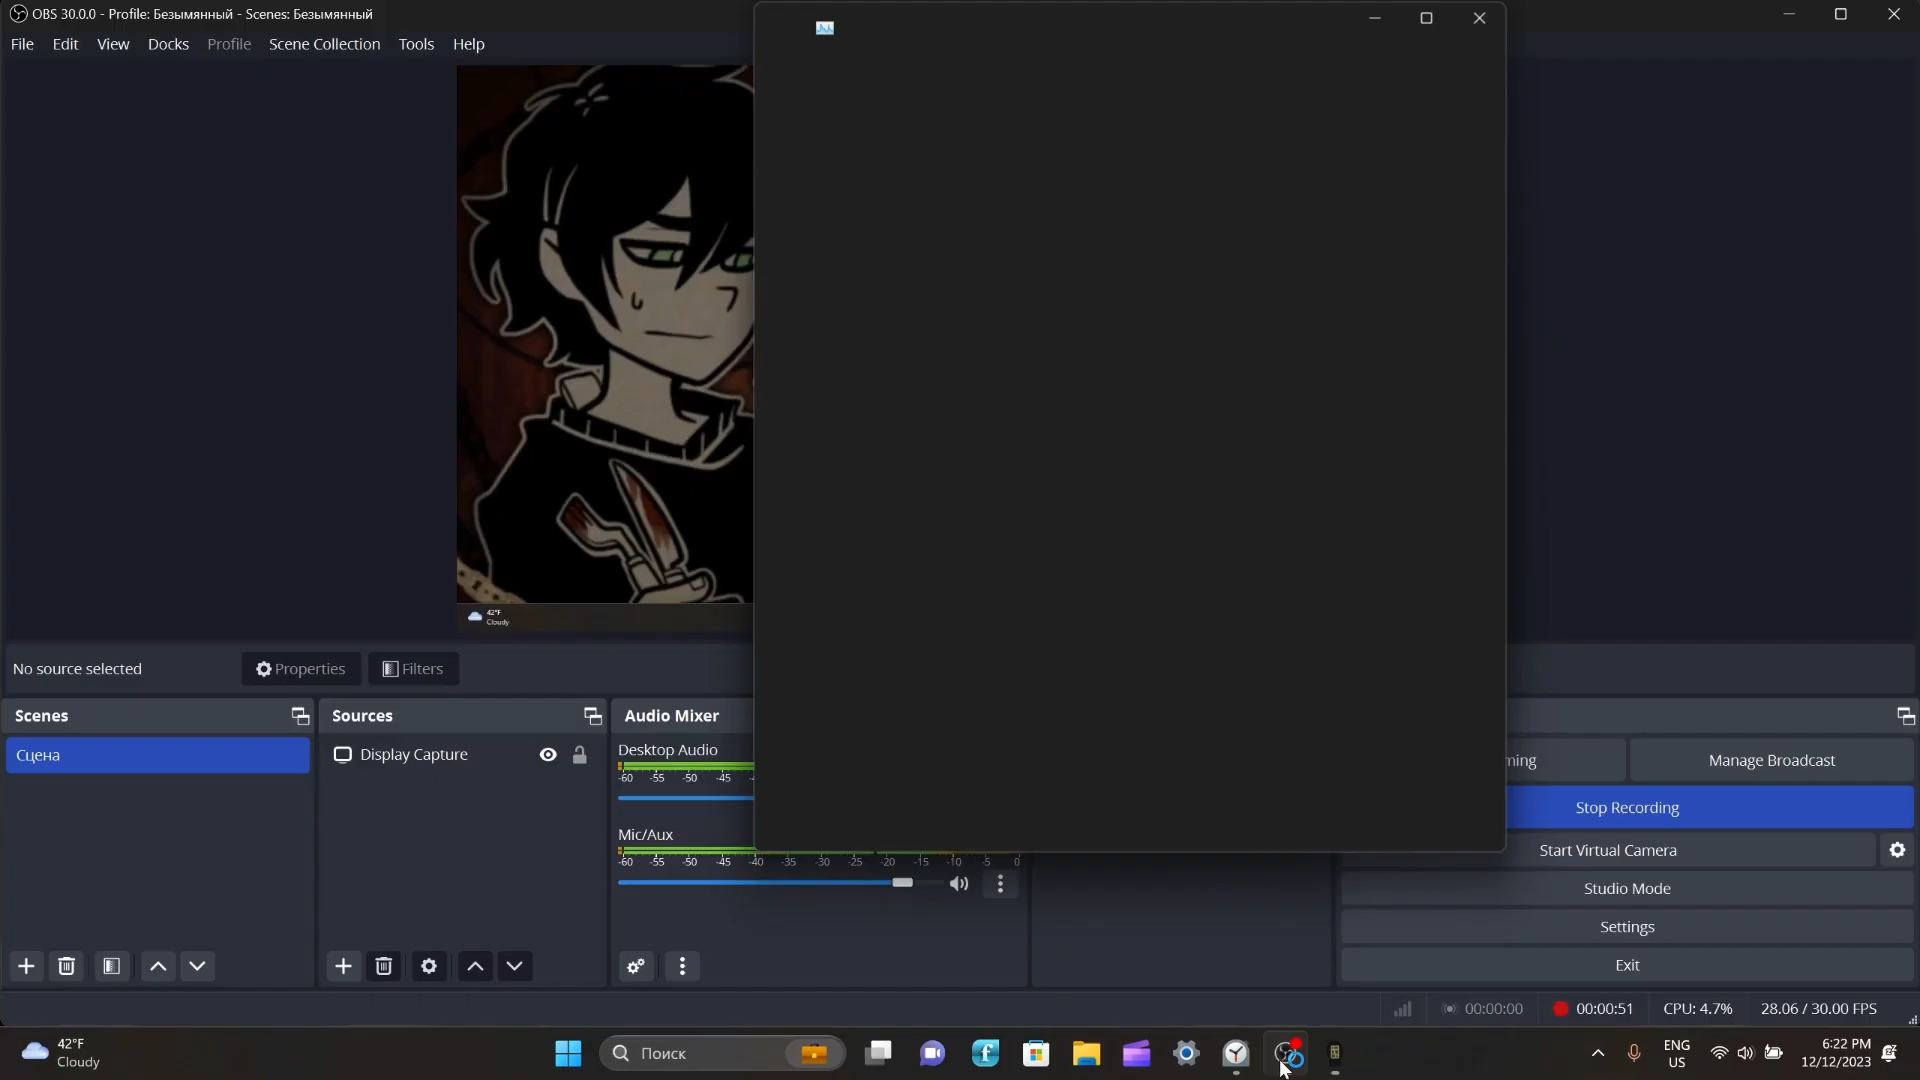 OBS 30.0.0 - Profile: Безымянный - Scenes: Безымянный
File Edit View Docks Profile Scene Collection Tools Help
42°F
Cloudy
No source selected Properties Filters
Scenes Sources Audio Mixer
Сцена Display Capture Desktop Audio
-60 -55 -50 -45
ming Manage Broadcast
Stop Recording
Mic/Aux
-60 -55 -50 -45 -40 -35 -30 -25 -20 -15 -10 -5 0
Start Virtual Camera
Studio Mode
Settings
Exit
00:00:00 00:00:51 CPU: 4.7% 28.06 / 30.00 FPS
42°F
Cloudy
Поиск
ENG
US
6:22 PM
12/12/2023